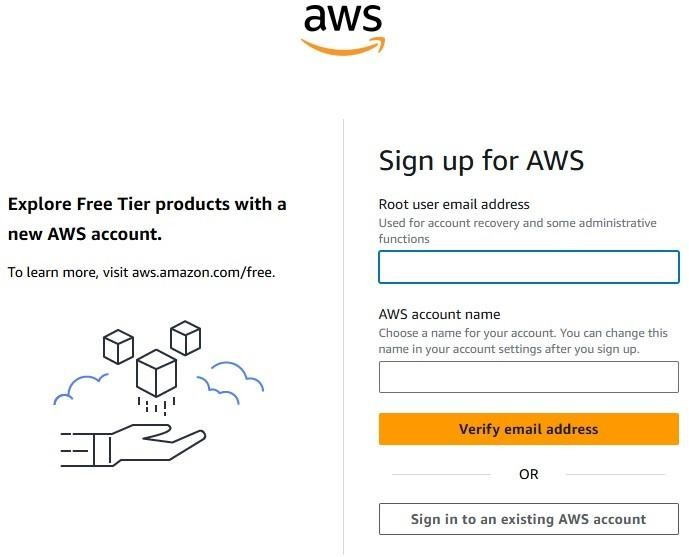 aws
Explore Free Tier products with a
new AWS account.
To learn more, visit aws.amazon.com/free.
Sign up for AWS
Root user email address
Used for account recovery and some administrative
functions
AWS account name
Choose a name for your account. You can change this
name in your account settings after you sign up.
Verify email address
OR
Sign in to an existing AWS account